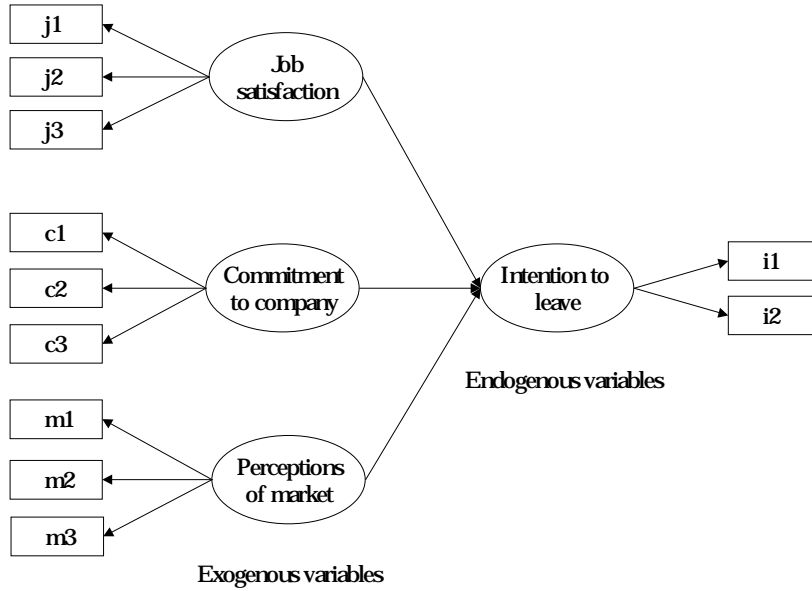 j1
j2
j3
Job
satisfaction
c1
c2
c3
Commitment
to company
Intention to
leave
i1
i2
Endogenous variables
m1
m2
m3
Perceptions
of market
Exogenous variables